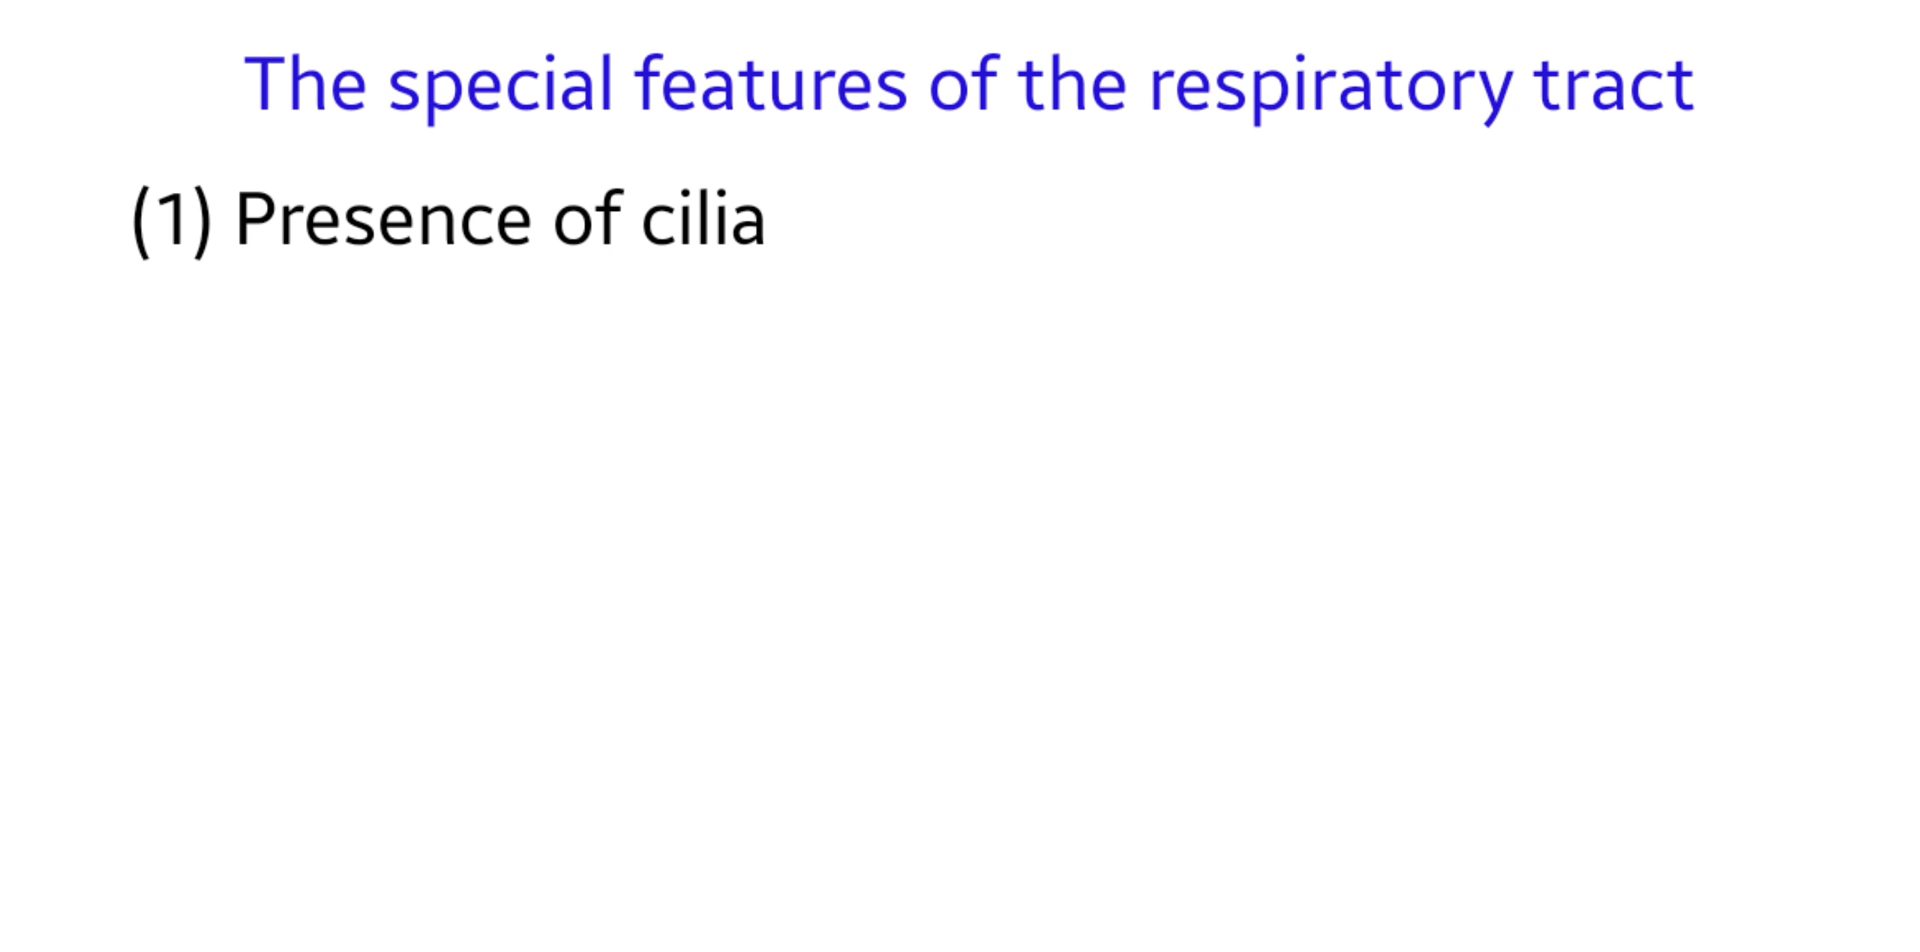 The special features of the respiratory tract
(1) Presence of cilia